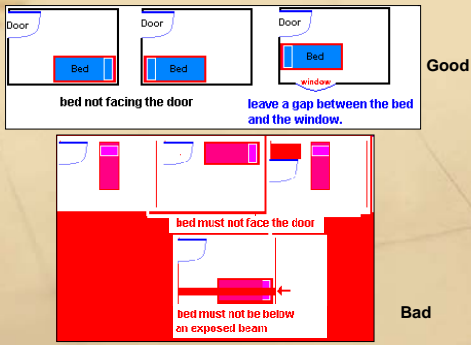 Door
Door
Door
Bed
Bed
Bed
window
Good
bed not facing the door
leave a gap between the bed
and the window.
bed must not face the door
bed must not be below
an exposed beam
Bad